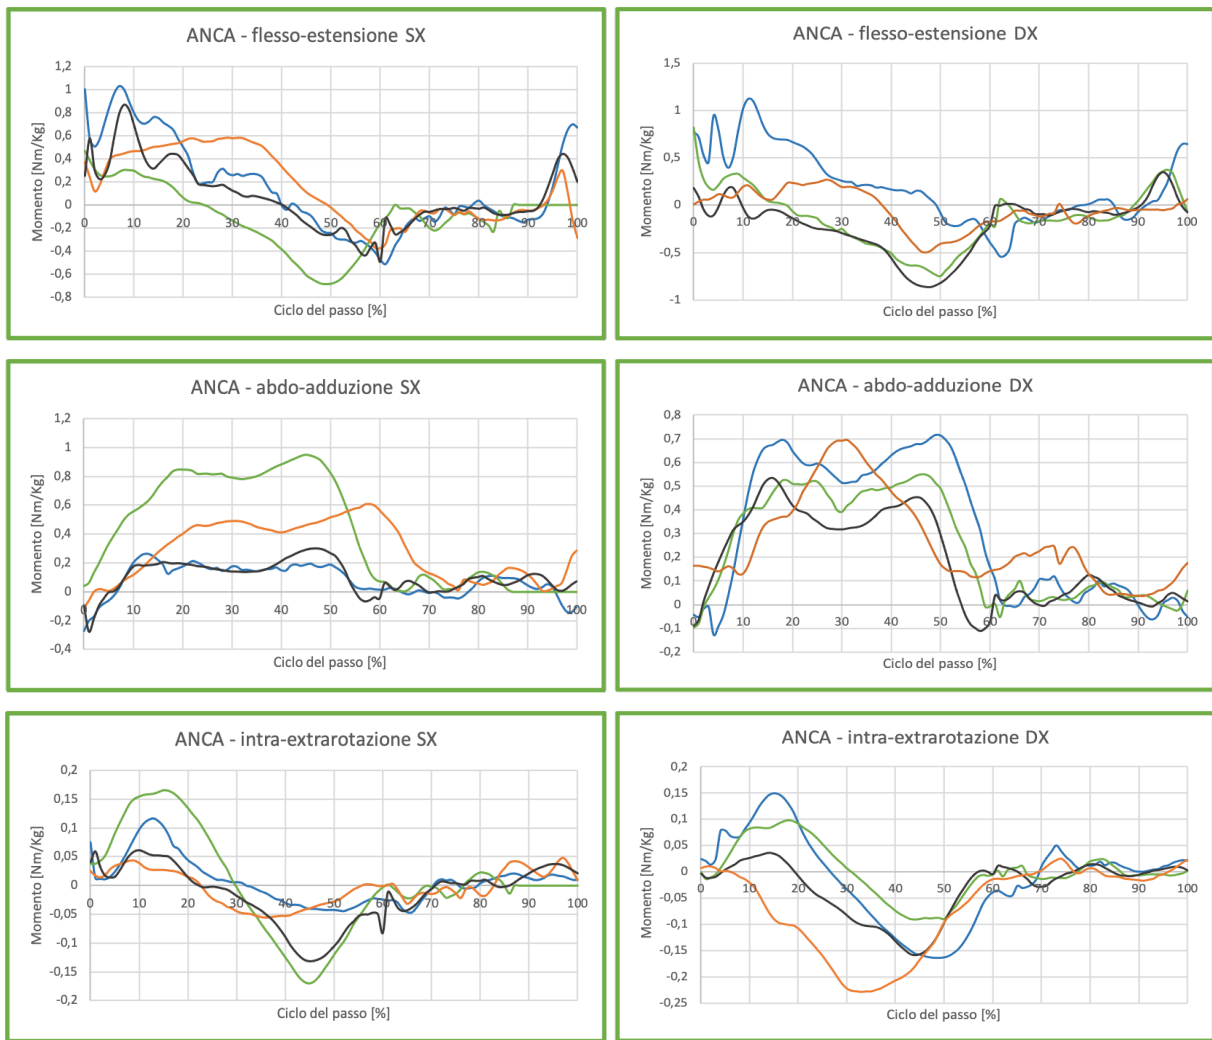 ANCA - flesso-estensione SX
1,2
1
0,8
0,6
0,4
0,2
0
-0,2
-0,4
-0,6
-0,8
0 10 20 30 40 50 60 70 80 90 100
Momento [Nm/Kg]
Ciclo del passo [%]
ANCA - flesso-estensione DX
1,5
1
0,5
0
-0,5
-1
0 10 20 30 40 50 60 70 80 90 100
Momento [Nm/Kg]
Ciclo del passo [%]
ANCA - abdo-adduzione SX
1,2
1
0,8
0,6
0,4
0,2
0
-0,2
-0,4
0 10 20 30 40 50 60 70 80 90 100
Momento [Nm/Kg]
Ciclo del passo [%]
ANCA - abdo-adduzione DX
0,8
0,7
0,6
0,5
0,4
0,3
0,2
0,1
0
-0,1
-0,2
0 10 20 30 40 50 60 70 80 90 100
Momento [Nm/Kg]
Ciclo del passo [%]
ANCA - intra-extrarotazione SX
0,2
0,15
0,1
0,05
0
-0,05
-0,1
-0,15
-0,2
0 10 20 30 40 50 60 70 80 90 100
Momento [Nm/Kg]
Ciclo del passo [%]
ANCA - intra-extrarotazione DX
0,2
0,15
0,1
0,05
0
-0,05
-0,1
-0,15
-0,2
-0,25
0 10 20 30 40 50 60 70 80 90 100
Momento [Nm/Kg]
Ciclo del passo [%]